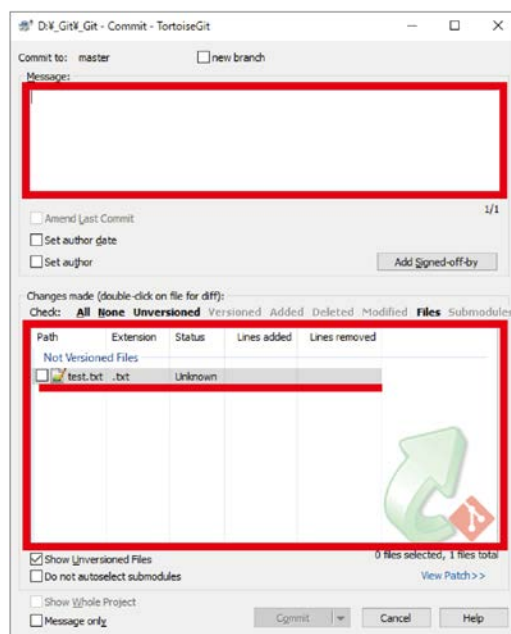 D:¥_Git¥_Git - Commit - TortoiseGit
Commit to: master new branch
Message:
1/1
Amend Last Commit
Set author date
Set author Add Signed-off-by
Changes made (double-click on file for diff):
Check: All None Unversioned Versioned Added Deleted Modified Files Submodules
Path Extension Status Lines added Lines removed
Not Versioned Files
test.txt .txt Unknown
0 files selected, 1 files total
Show Unversioned Files
Do not autoselect submodules View Patch>>
Show Whole Project
Message only Commit Cancel Help